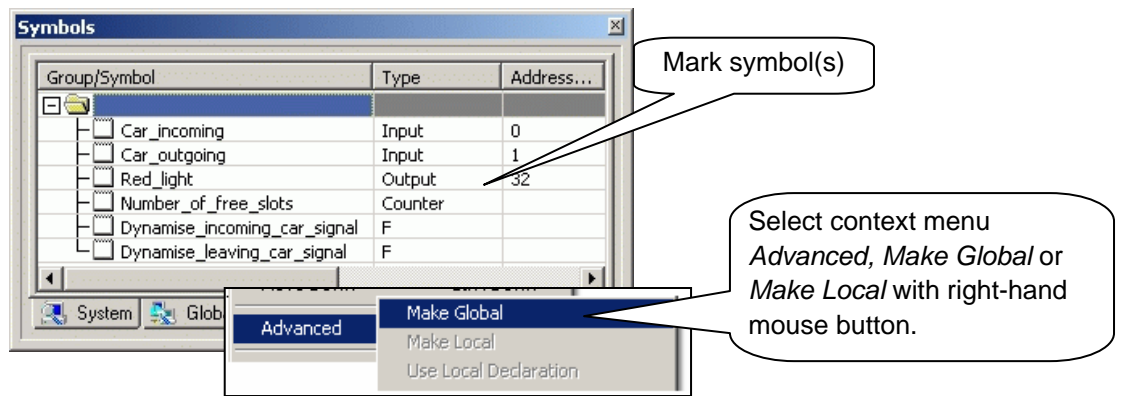 Symbols
Group/Symbol Type Address...
Car_incoming Input 0
Car_outgoing Input 1
Red_light Output 32
Number_of_free_slots Counter
Dynamise_incoming_car_signal F
Dynamise_leaving_car_signal F
System Glob
Advanced
Make Global
Make Local
Use Local Declaration
Mark symbol(s)
Select context menu
Advanced, Make Global or
Make Local with right-hand
mouse button.